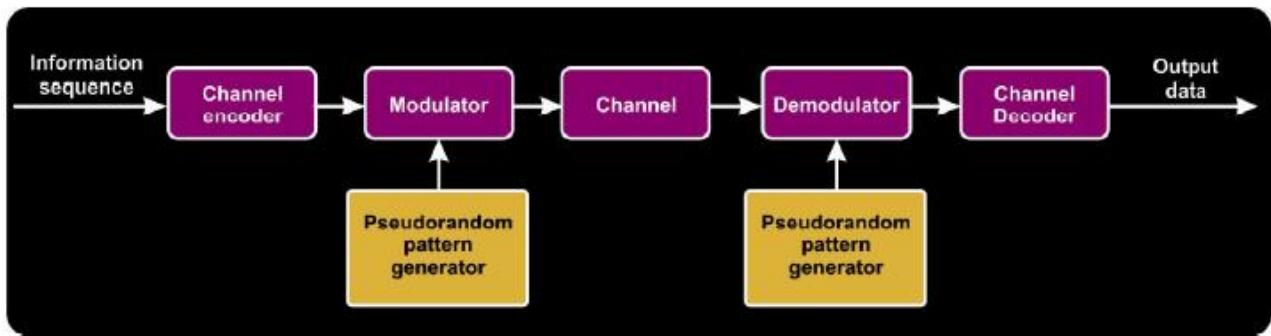 Information
sequence
Channel
encoder
Modulator
Channel
Demodulator
Channel
Decoder
Output
data
Pseudorandom
pattern
generator
Pseudorandom
pattern
generator